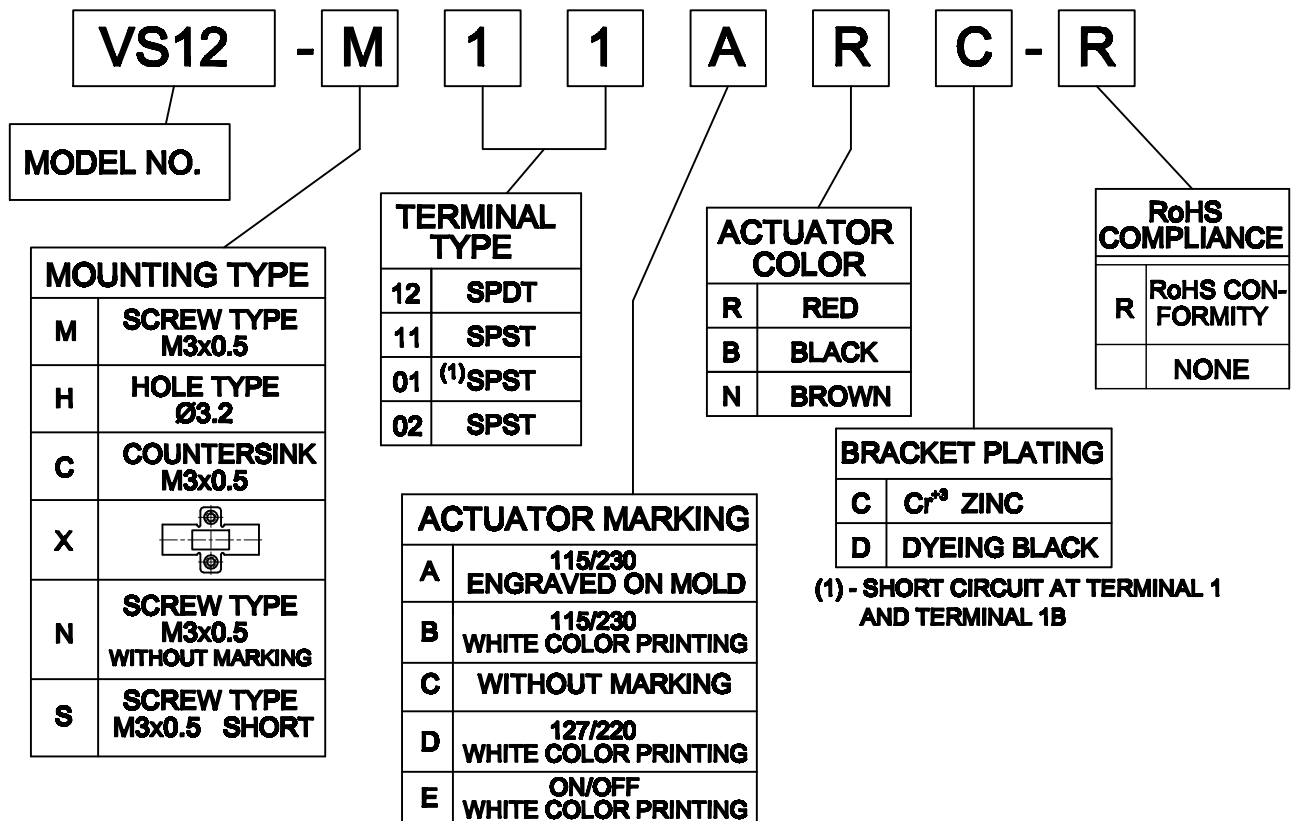 VS12 - M 1 1 A R C - R
MODEL NO.
MOUNTING TYPE
M SCREW TYPE
M3x0.5
H HOLE TYPE
Ø3.2
C COUNTERSINK
M3x0.5
X
N SCREW TYPE
M3x0.5
WITHOUT MARKING
S SCREW TYPE
M3x0.5 SHORT
TERMINAL
TYPE
12 SPDT
11 SPST
01 (1)SPST
02 SPST
ACTUATOR MARKING
A 115/230
ENGRAVED ON MOLD
B 115/230
WHITE COLOR PRINTING
C WITHOUT MARKING
D 127/220
WHITE COLOR PRINTING
E ON/OFF
WHITE COLOR PRINTING
ACTUATOR
COLOR
R RED
B BLACK
N BROWN
BRACKET PLATING
C Cr+3 ZINC
D DYEING BLACK
(1) - SHORT CIRCUIT AT TERMINAL 1
AND TERMINAL 1B
RoHS
COMPLIANCE
R RoHS CON-
FORMITY
NONE